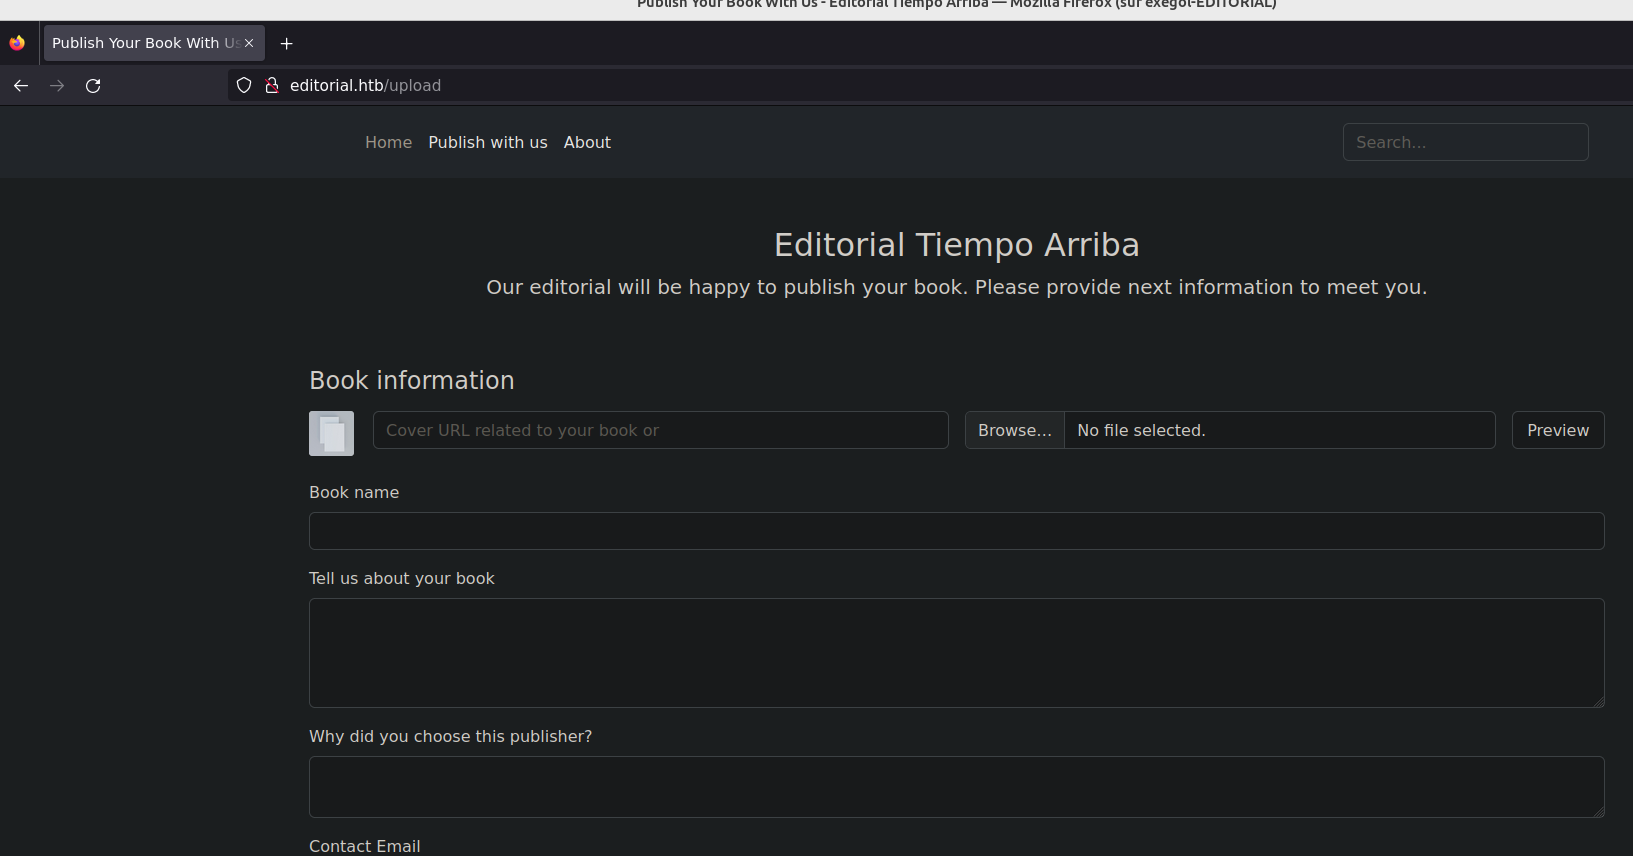 Publish Your Book With Us - Editorial Tiempo Arriba — Mozilla Firefox (sur exegol-EDITORIAL)
Publish Your Book With Us
editorial.htb/upload
Home Publish with us About Search...
Editorial Tiempo Arriba
Our editorial will be happy to publish your book. Please provide next information to meet you.
Book information
Cover URL related to your book or Browse... No file selected. Preview
Book name
Tell us about your book
Why did you choose this publisher?
Contact Email